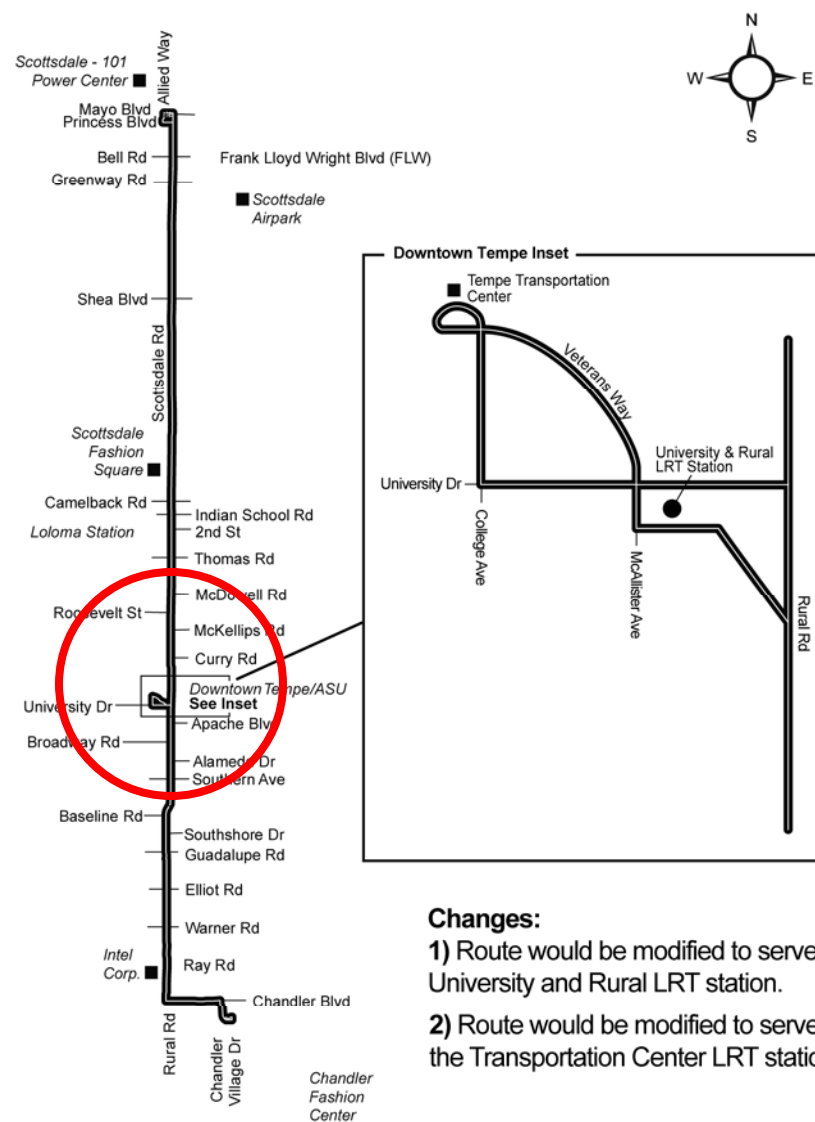 N
W
E
S
Scottsdale - 101
Power Center
Allied Way
Mayo Blvd
Princess Blvd
Bell Rd
Frank Lloyd Wright Blvd (FLW)
Greenway Rd
Scottsdale
Airpark
Shea Blvd
Scottsdale Rd
Scottsdale
Fashion
Square
Camelback Rd
Indian School Rd
Loloma Station
2nd St
Thomas Rd
McDowell Rd
Roosevelt St
McKellips Rd
Curry Rd
Downtown Tempe/ASU
See Inset
University Dr
Apache Blvd
Broadway Rd
Alameda Dr
Southern Ave
Baseline Rd
Southshore Dr
Guadalupe Rd
Elliot Rd
Warner Rd
Intel
Corp.
Ray Rd
Chandler Blvd
Rural Rd
Chandler
Village Dr
Chandler
Fashion
Center
Downtown Tempe Inset
Tempe Transportation
Center
Veterans Way
University & Rural
LRT Station
University Dr
College Ave
McAllister Ave
Rural Rd
Changes:
1) Route would be modified to serve
University and Rural LRT station.
2) Route would be modified to serve
the Transportation Center LRT statio